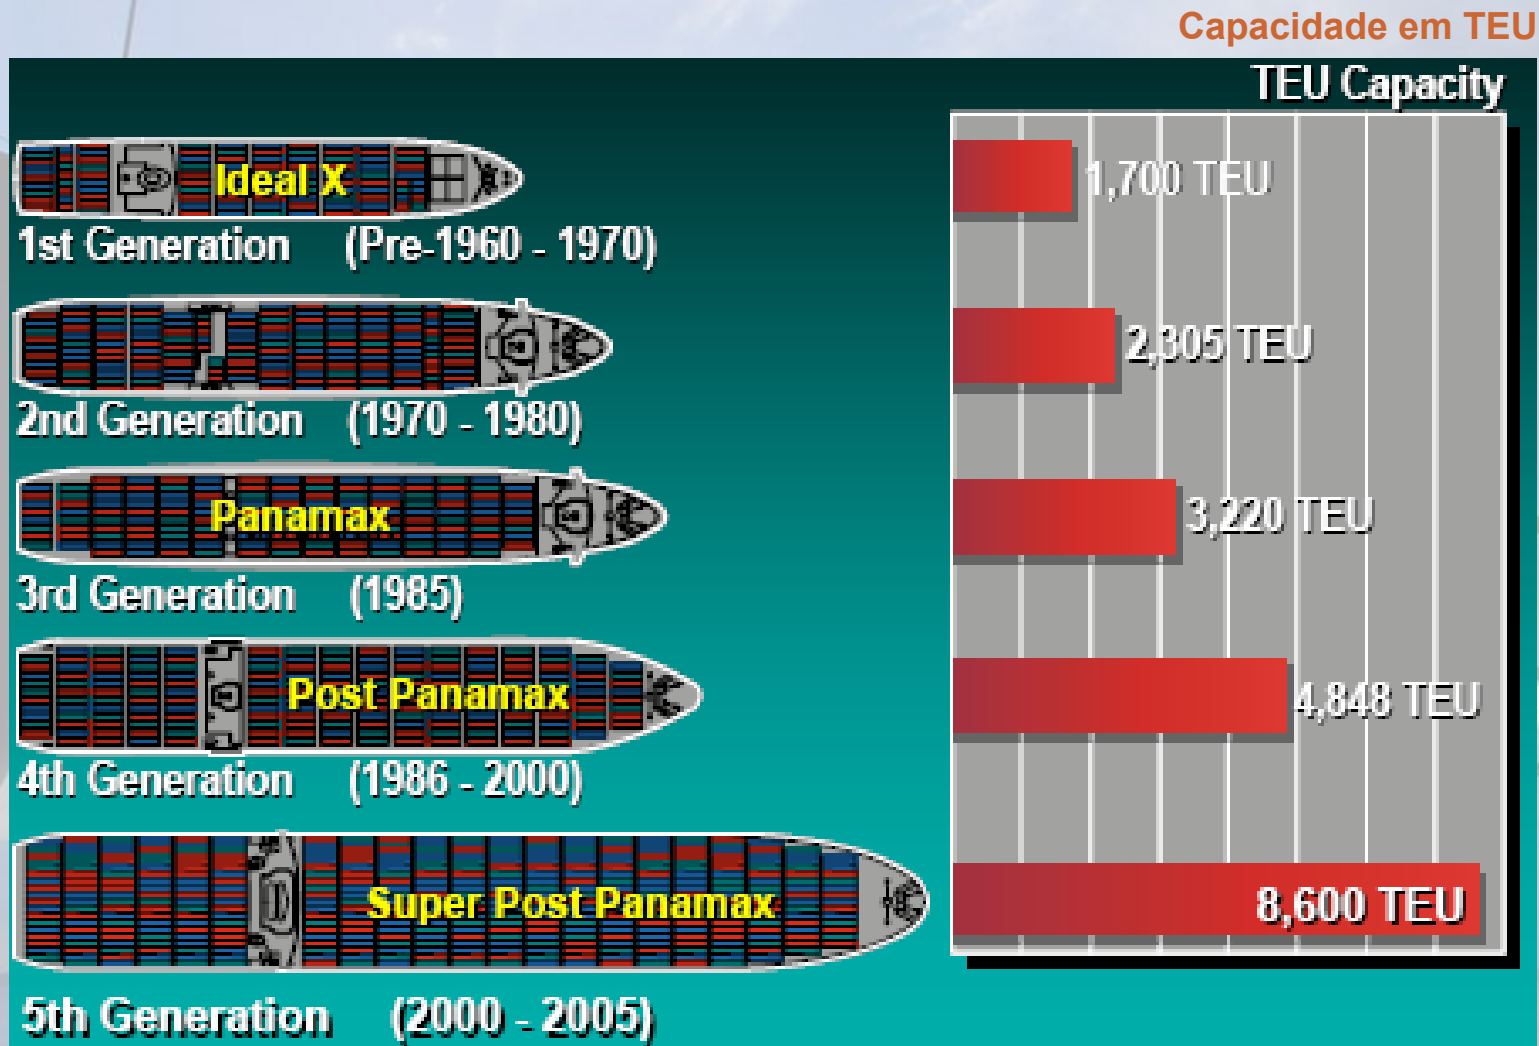 Capacidade em TEU
TEU Capacity
Ideal X
1,700 TEU
1st Generation (Pre-1960 - 1970)
2,305 TEU
2nd Generation (1970 - 1980)
Panamax
3,220 TEU
3rd Generation (1985)
Post Panamax
4,848 TEU
4th Generation (1986 - 2000)
Super Post Panamax
8,600 TEU
5th Generation (2000 - 2005)